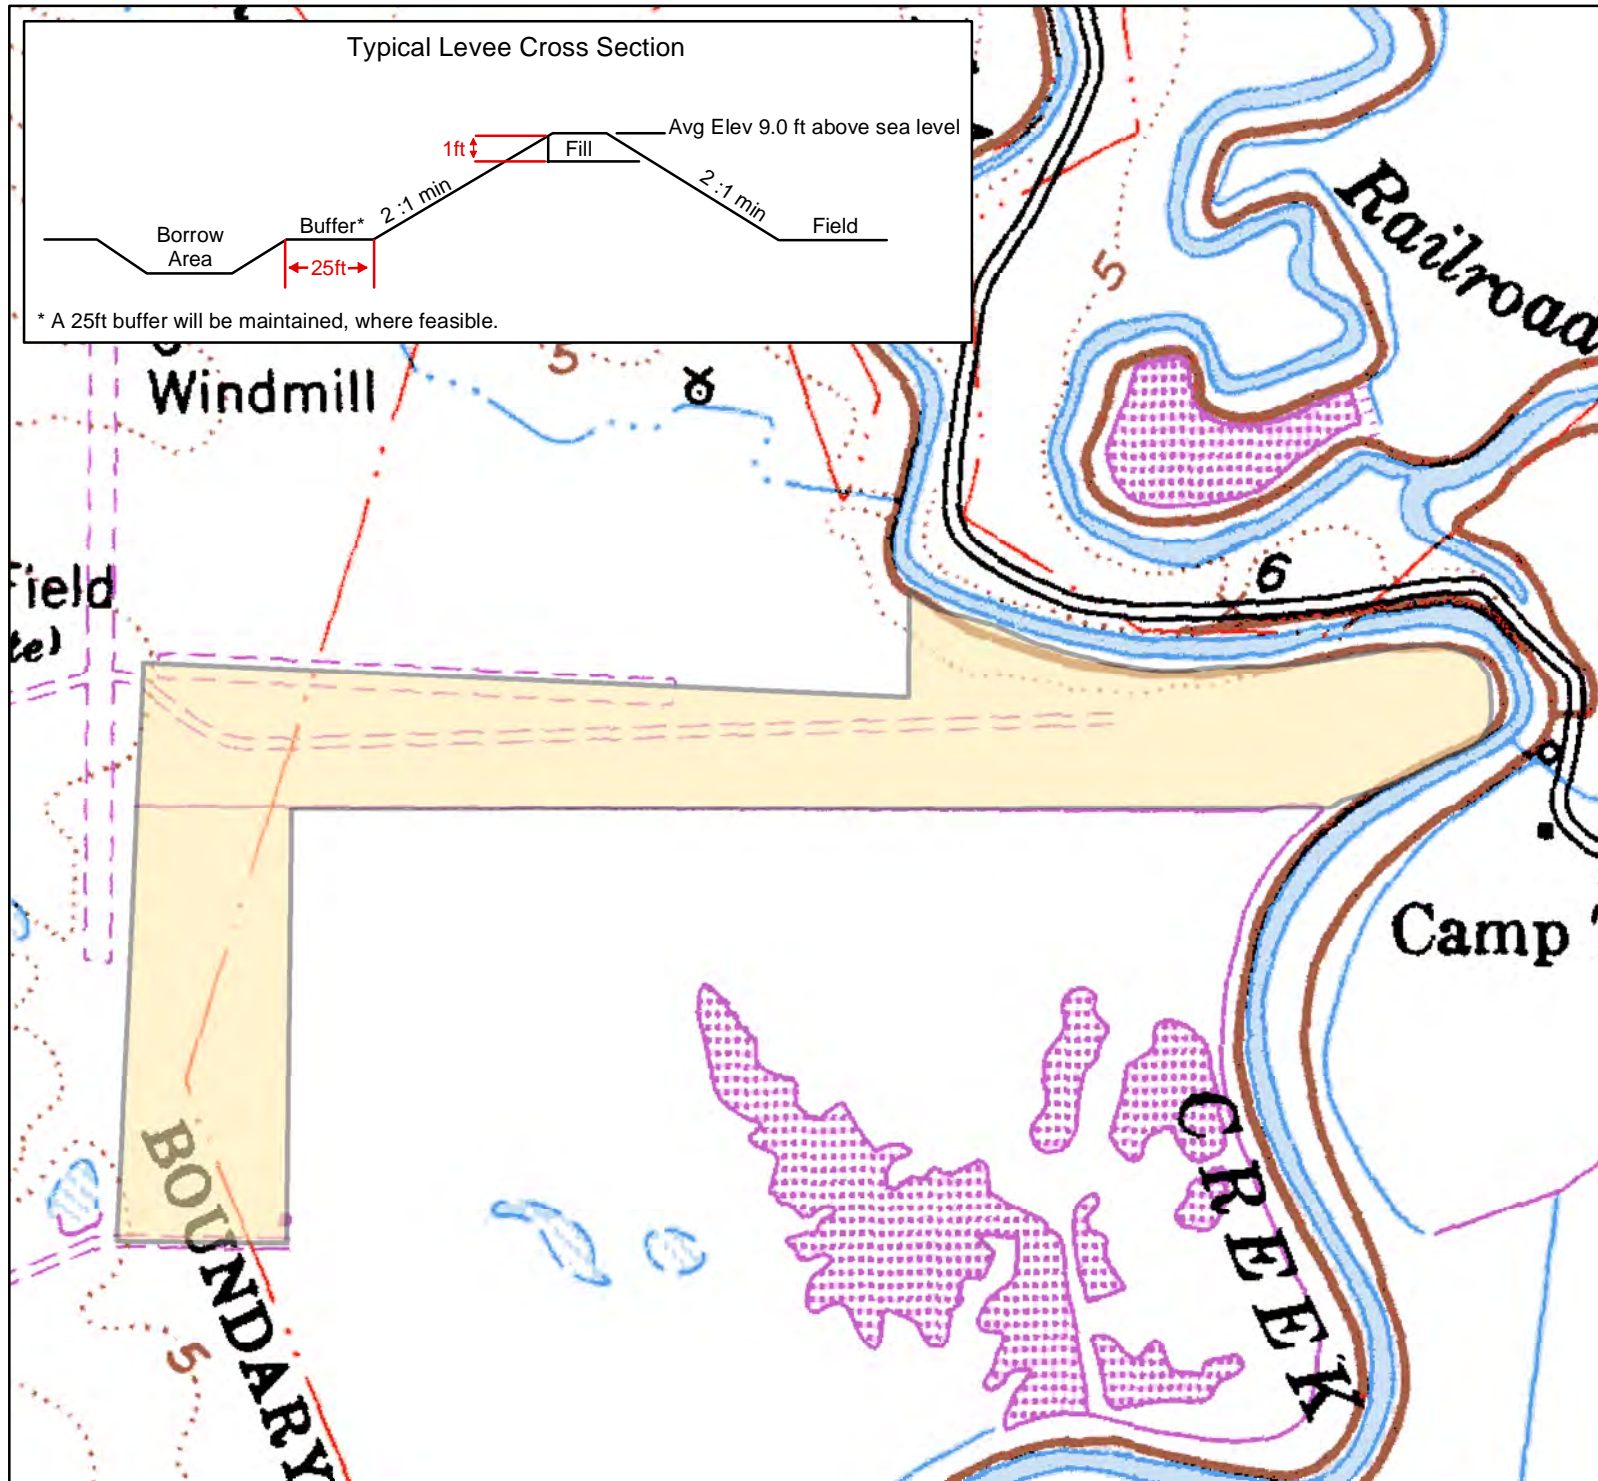 Typical Levee Cross Section
Avg Elev 9.0 ft above sea level
1ft
Fill
2 :1 min
2 :1 min
Buffer*
Borrow
Area
Field
25ft
* A 25ft buffer will be maintained, where feasible.
5
Railroad
5
Windmill
6
Field
te)
Camp
CREEK
BOUNDARY
5